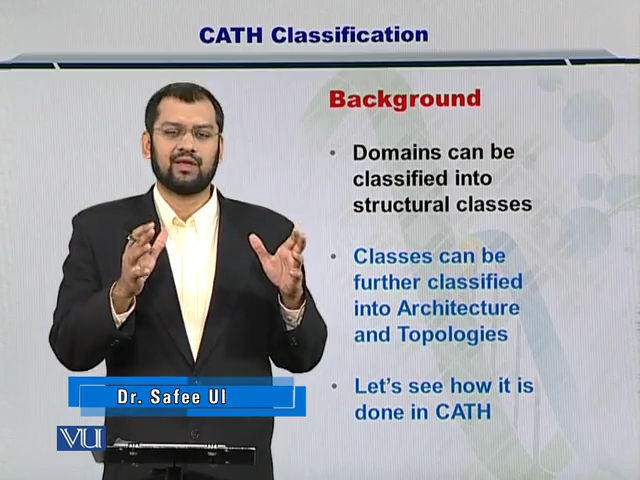 CATH Classification
Background
• Domains can be
classified into
structural classes
• Classes can be
further classified
into Architecture
and Topologies
• Let's see how it is
done in CATH
Dr. Safee Ul
VU